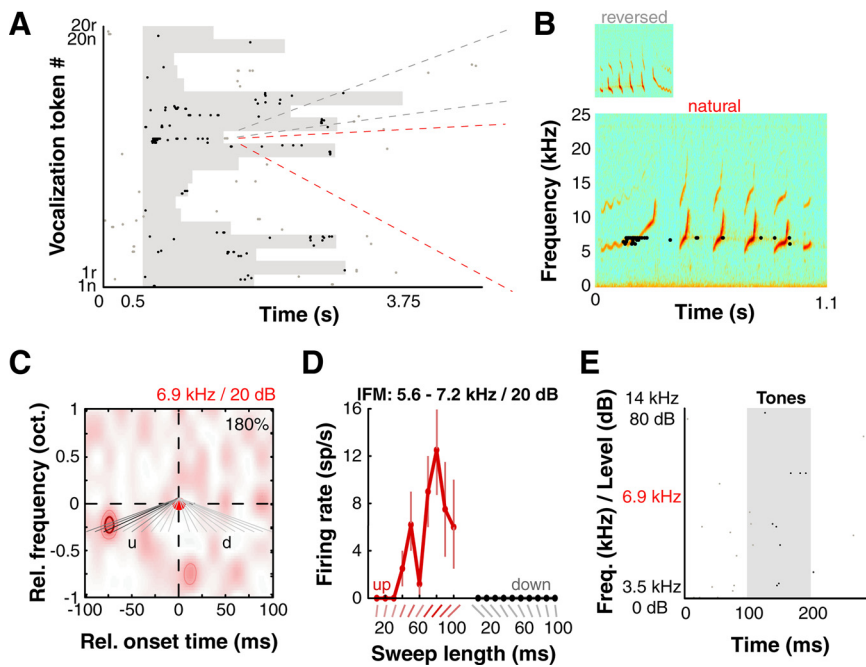 A
20r
20n
Vocalization token #
1r
1n
0
0.5
3.75
Time (s)
B
reversed
natural
25
20
15
10
5
0
Frequency (kHz)
0
1.1
Time (s)
C
6.9 kHz / 20 dB
180%
1
0.5
0
-0.5
-1
Rel. frequency (oct.)
u
d
-100
-50
0
50
100
Rel. onset time (ms)
D
IFM: 5.6 - 7.2 kHz / 20 dB
16
12
8
4
0
Firing rate (sp/s)
up
down
20
60
100
20
60
100
Sweep length (ms)
E
14 kHz
80 dB
Tones
6.9 kHz
3.5 kHz
0 dB
Freq. (kHz) / Level (dB)
0
100
200
Time (ms)